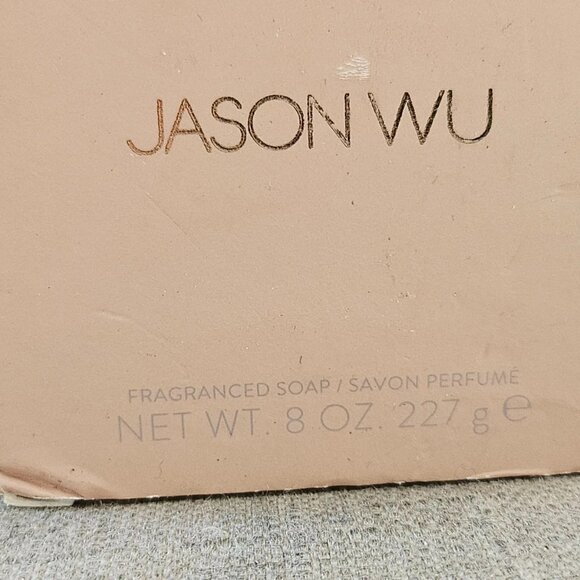 JASON WU
FRAGRANCED SOAP / SAVON PERFUMÉ
NET WT. 8 OZ. 227 g ℮